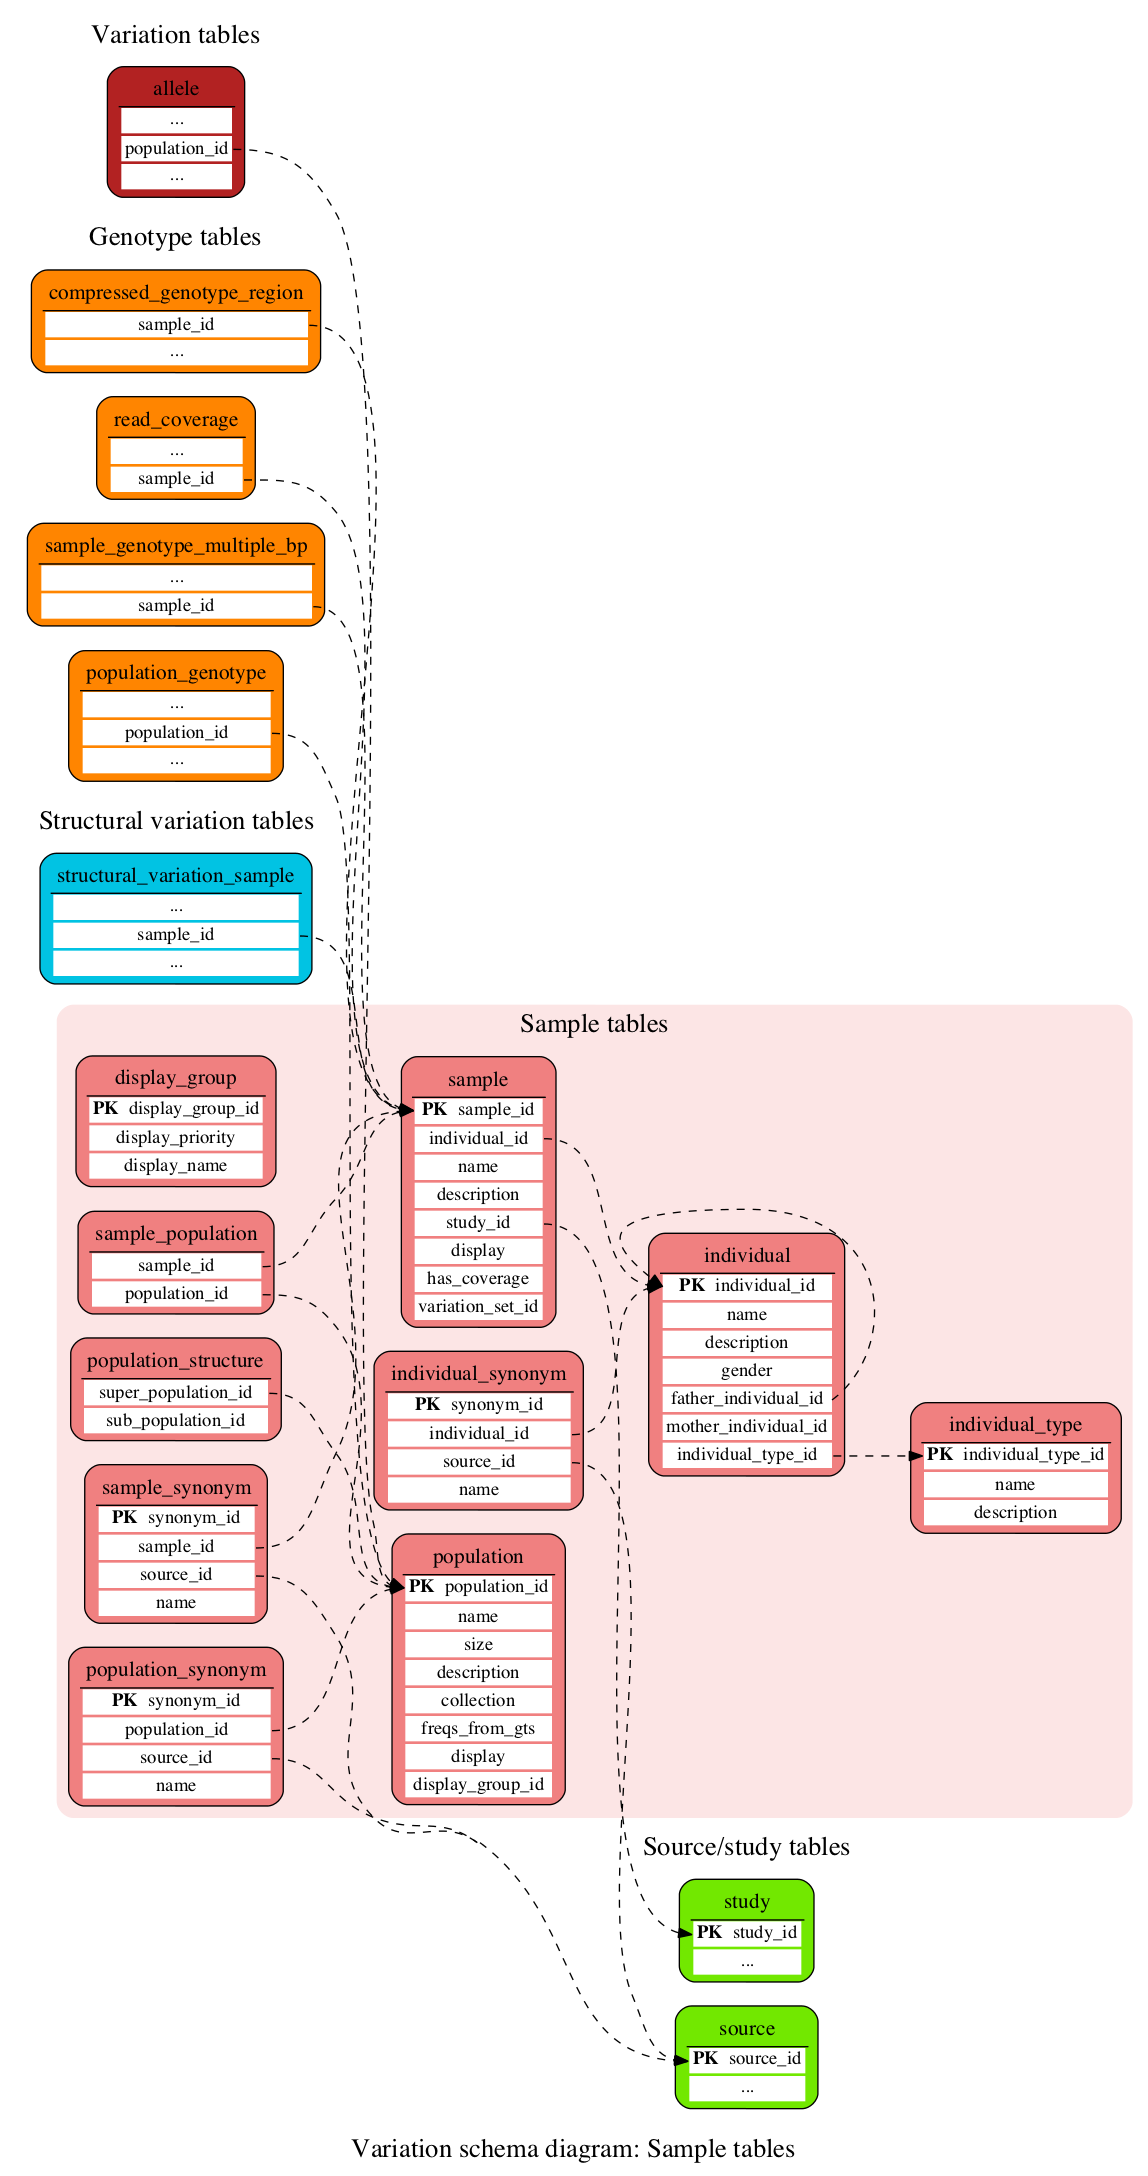 Variation tables
allele
...
population_id
...
Genotype tables
compressed_genotype_region
sample_id
...
read_coverage
...
sample_id
sample_genotype_multiple_bp
...
sample_id
population_genotype
...
population_id
...
Structural variation tables
structural_variation_sample
...
sample_id
...
Sample tables
display_group
PK display_group_id
display_priority
display_name
sample_population
sample_id
population_id
population_structure
super_population_id
sub_population_id
sample_synonym
PK synonym_id
sample_id
source_id
name
population_synonym
PK synonym_id
population_id
source_id
name
sample
PK sample_id
individual_id
name
description
study_id
display
has_coverage
variation_set_id
individual_synonym
PK synonym_id
individual_id
source_id
name
population
PK population_id
name
size
description
collection
freqs_from_gts
display
display_group_id
individual
PK individual_id
name
description
gender
father_individual_id
mother_individual_id
individual_type_id
individual_type
PK individual_type_id
name
description
Source/study tables
study
PK study_id
...
source
PK source_id
...
Variation schema diagram: Sample tables